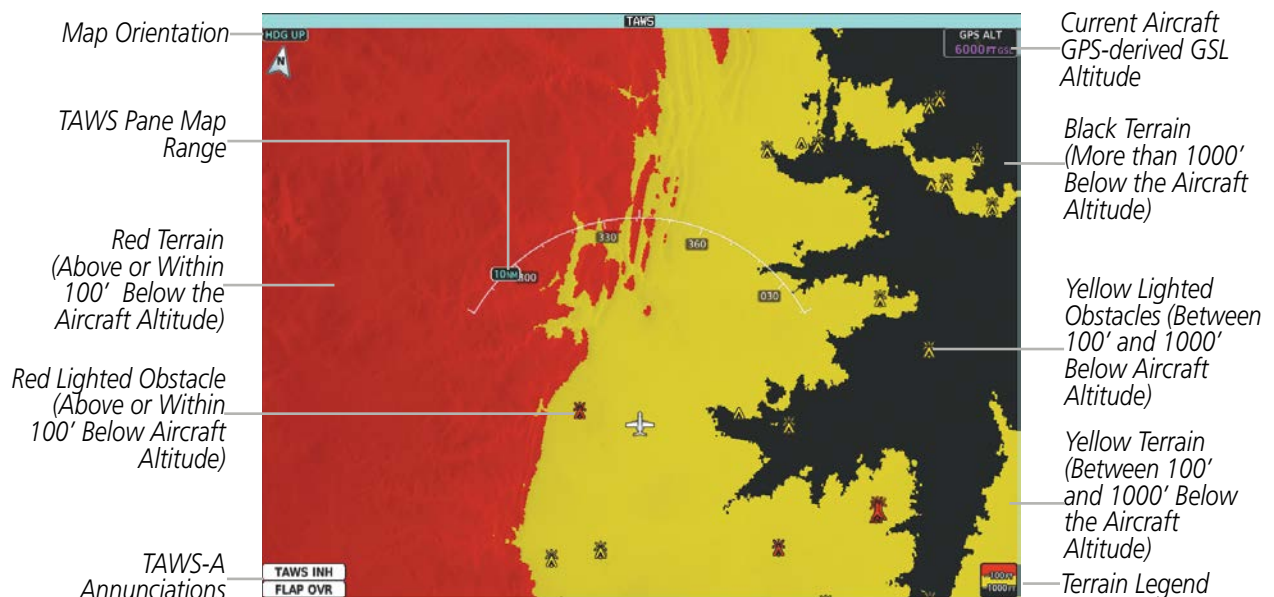 TAWS
Map Orientation
HDG UP
N
GPS ALT
6000FT GSL
Current Aircraft
GPS-derived GSL
Altitude
TAWS Pane Map
Range
Black Terrain
(More than 1000'
Below the Aircraft
Altitude)
330
360
10NM
300
030
Red Terrain
(Above or Within
100' Below the
Aircraft Altitude)
Yellow Lighted
Obstacles (Between
100' and 1000'
Below Aircraft
Altitude)
Red Lighted Obstacle
(Above or Within
100' Below Aircraft
Altitude)
Yellow Terrain
(Between 100'
and 1000' Below
the Aircraft
Altitude)
TAWS-A
Annunciations
TAWS INH
FLAP OVR
100FT
1000FT
Terrain Legend